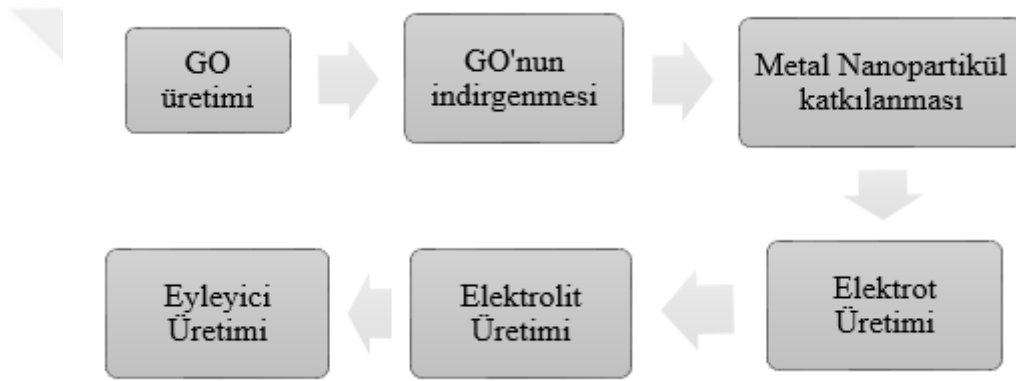 GO
üretimi
GO'nun
indirgenmesi
Metal Nanopartikül
katkılanması
Elektrot
Üretimi
Elektrolit
Üretimi
Eyleyici
Üretimi